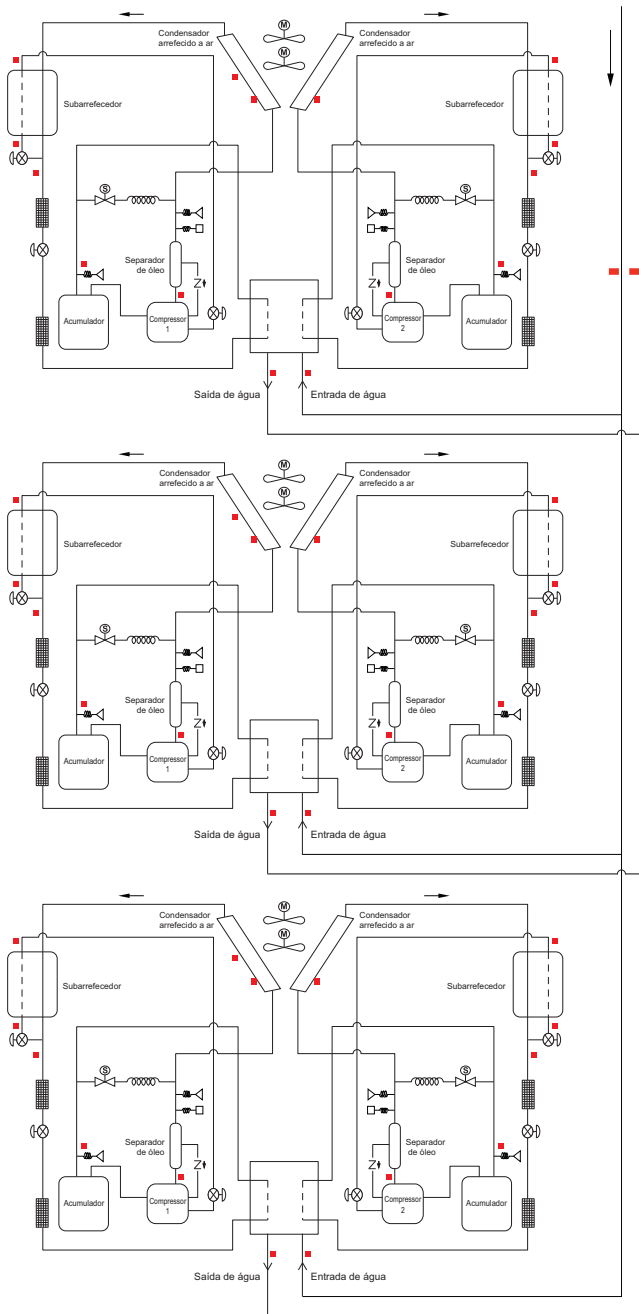 M
Condensador
arrefecido a ar
M
Condensador
arrefecido a ar
Subarrefecedor
S
S
Separador
de óleo
Separador
de óleo
Z
Z
Acumulador
Compressor
1
Compressor
2
Acumulador
Saída de água
Entrada de água
M
Condensador
arrefecido a ar
M
Condensador
arrefecido a ar
Subarrefecedor
Subarrefecedor
S
S
Separador
de óleo
Separador
de óleo
Z
Z
Acumulador
Compressor
1
Compressor
2
Acumulador
Saída de água
Entrada de água
M
Condensador
arrefecido a ar
M
Condensador
arrefecido a ar
Subarrefecedor
Subarrefecedor
S
S
Separador
de óleo
Separador
de óleo
Z
Z
Acumulador
Compressor
1
Compressor
2
Acumulador
Saída de água
Entrada de água